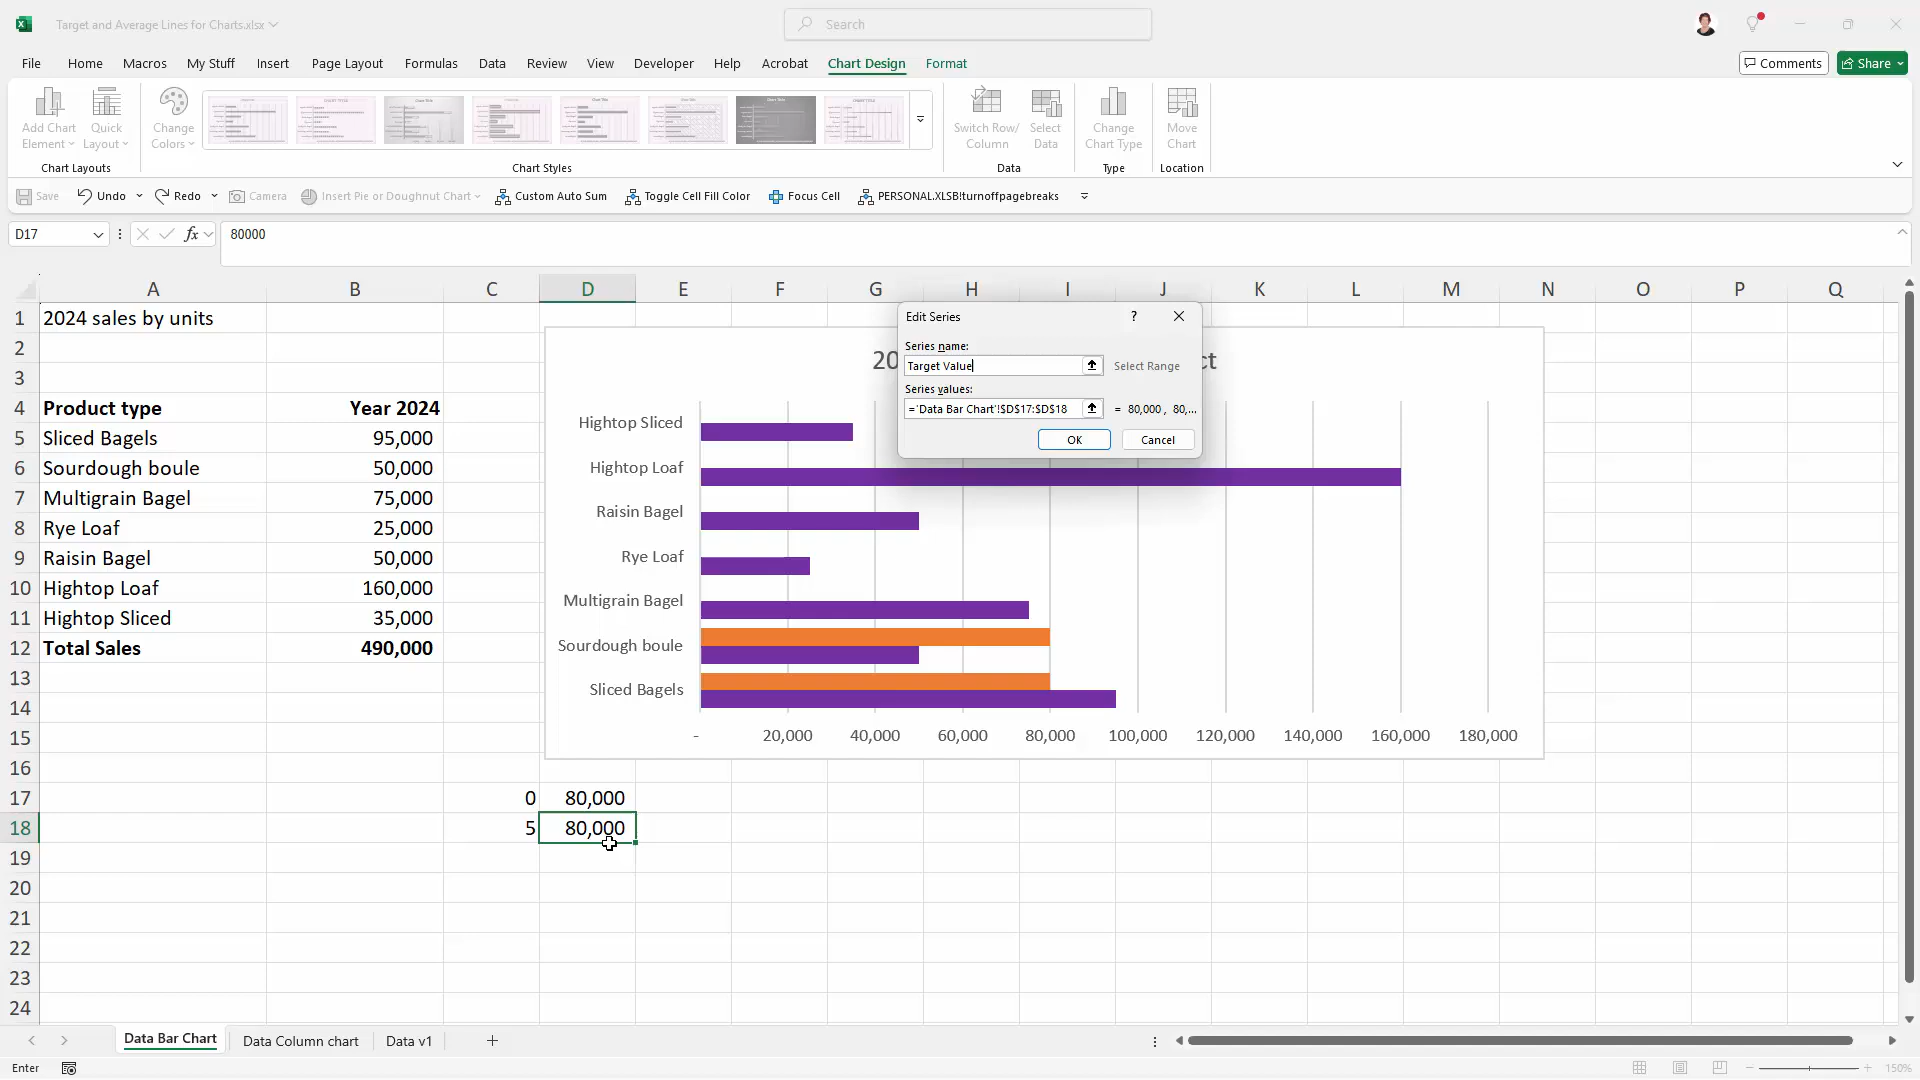 Target and Average Lines for Charts.xlsx
Search
File Home Macros My Stuff Insert Page Layout Formulas Data Review View Developer Help Acrobat Chart Design Format
Comments
Share
Add Chart Element
Quick Layout
Change Colors
Switch Row/ Column
Select Data
Change Chart Type
Move Chart
Chart Layouts
Chart Styles
Data
Type
Location
Save Undo Redo Camera Insert Pie or Doughnut Chart Custom Auto Sum Toggle Cell Fill Color Focus Cell PERSONAL.XLSB!turnoffpagebreaks
D17
fx
80000
A B C D E F G H I J K L M N O P Q
1 2024 sales by units
2
3
4 Product type Year 2024
5 Sliced Bagels 95,000
6 Sourdough boule 50,000
7 Multigrain Bagel 75,000
8 Rye Loaf 25,000
9 Raisin Bagel 50,000
10 Hightop Loaf 160,000
11 Hightop Sliced 35,000
12 Total Sales 490,000
13
14
15
16
17 0 80,000
18 5 80,000
19
20
21
22
23
24
20
ct
Hightop Sliced
Hightop Loaf
Raisin Bagel
Rye Loaf
Multigrain Bagel
Sourdough boule
Sliced Bagels
- 20,000 40,000 60,000 80,000 100,000 120,000 140,000 160,000 180,000
Edit Series
?
Series name:
Target Value
Select Range
Series values:
='Data Bar Chart'!$D$17:$D$18
= 80,000 , 80,...
OK
Cancel
Data Bar Chart
Data Column chart
Data v1
Enter
150%